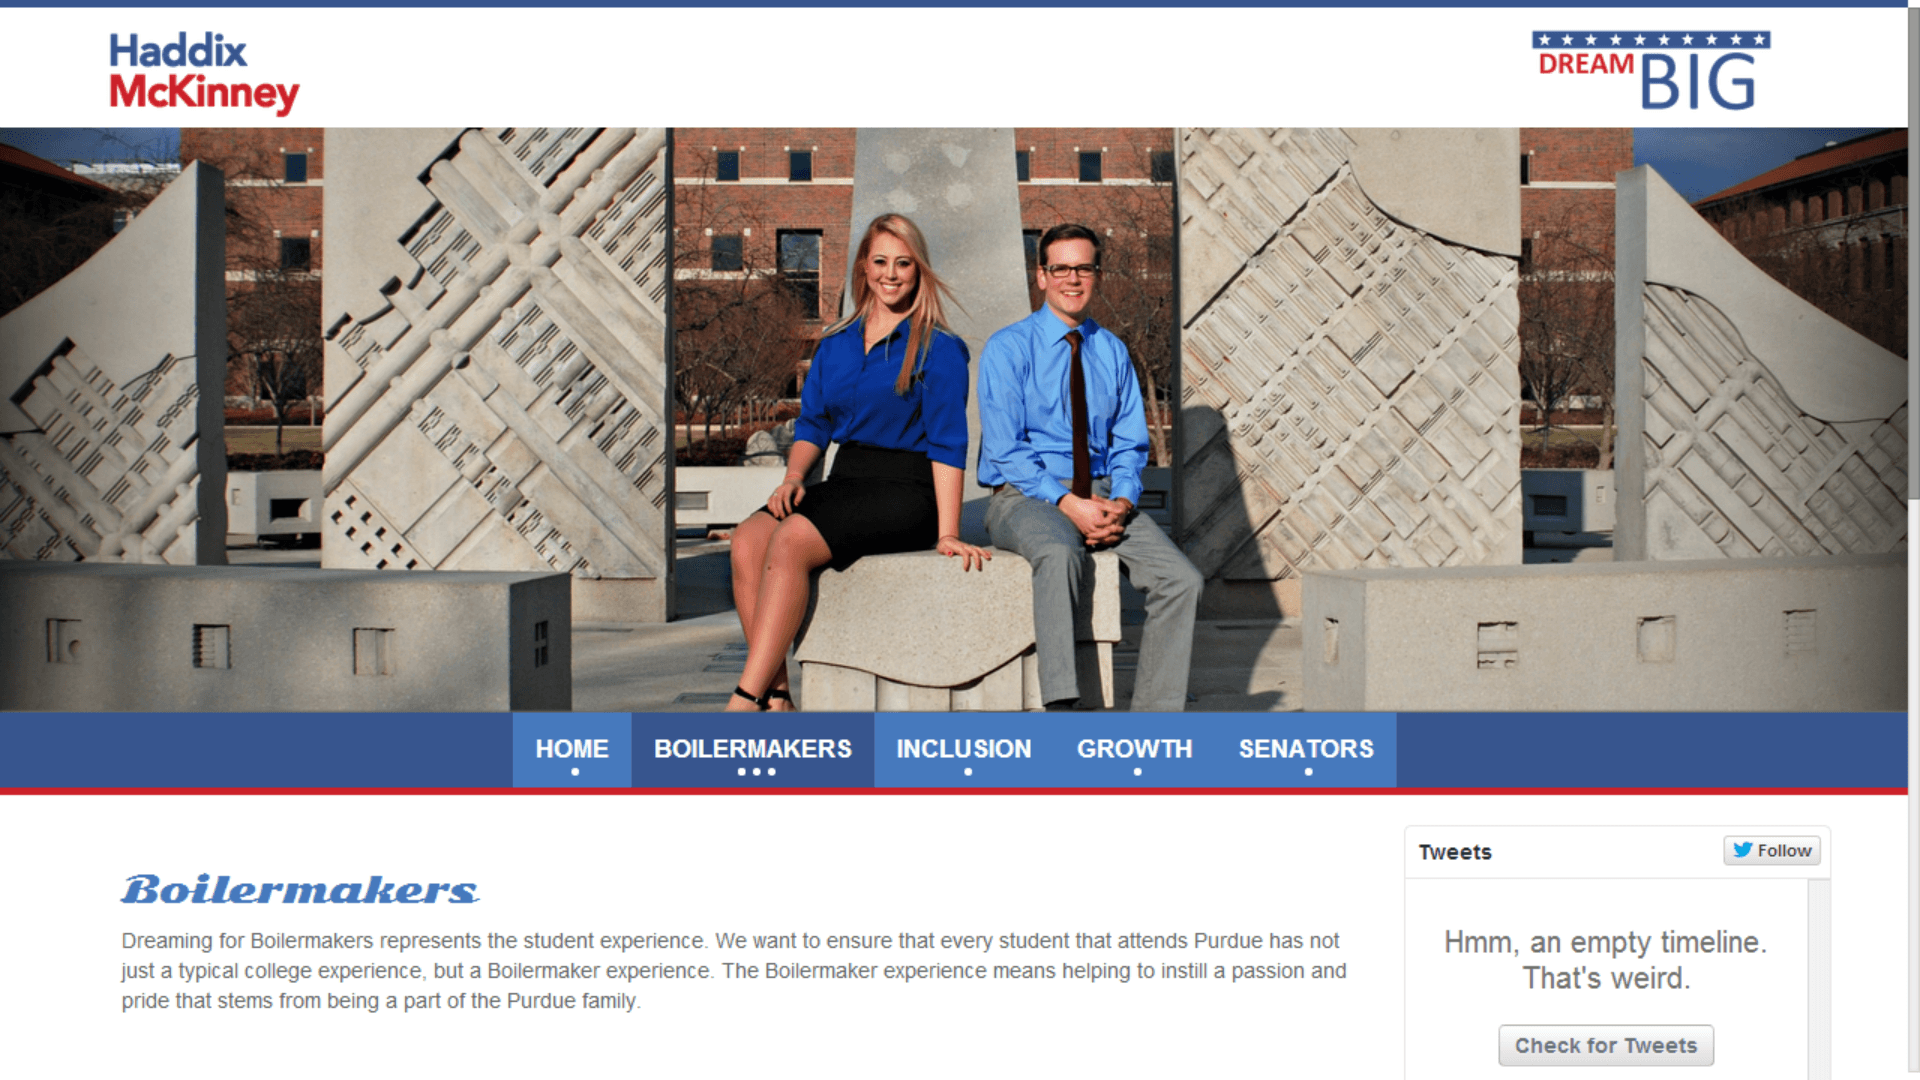 Haddix
McKinney
DREAM BIG
HOME
BOILERMAKERS
INCLUSION
GROWTH
SENATORS
Boilermakers
Dreaming for Boilermakers represents the student experience. We want to ensure that every student that attends Purdue has not
just a typical college experience, but a Boilermaker experience. The Boilermaker experience means helping to instill a passion and
pride that stems from being a part of the Purdue family.
Tweets
Follow
Hmm, an empty timeline.
That's weird.
Check for Tweets